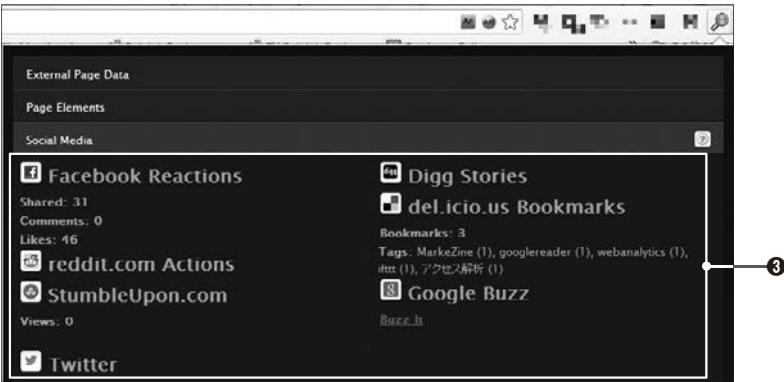 External Page Data
Page Elements
Social Media
Facebook Reactions
Shared: 31
Comments: 0
Likes: 46
reddit.com Actions
StumbleUpon.com
Views: 0
Twitter
Digg Stories
del.icio.us Bookmarks
Bookmarks: 3
Tags: MarkeZine (1), googlereader (1), webanalytics (1),
ifttt (1), アクセス解析 (1)
Google Buzz
Buzz It
❸